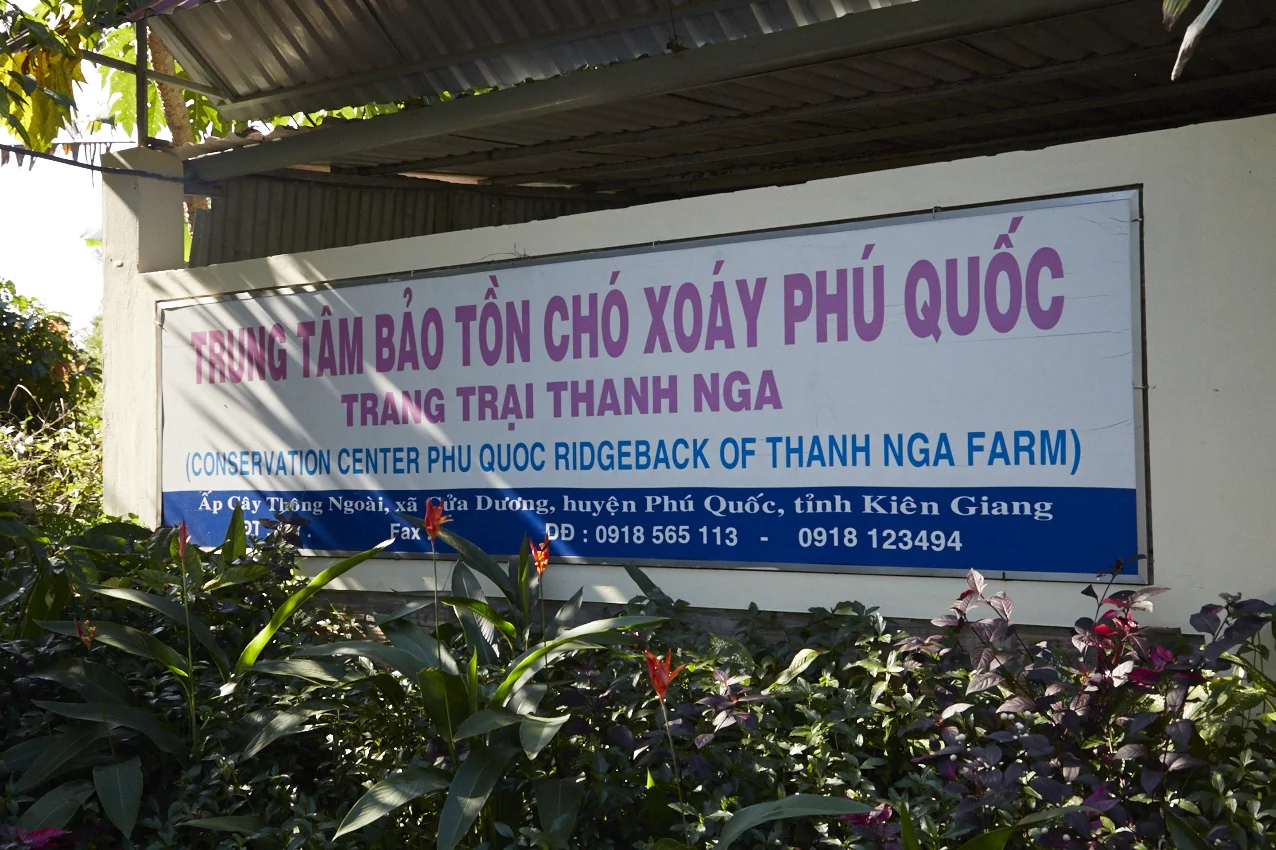 TRUNG TÂM BẢO TỒN CHÓ XOÁY PHÚ QUỐC
TRANG TRẠI THANH NGA
(CONSERVATION CENTER PHU QUOC RIDGEBACK OF THANH NGA FARM)
Ấp Cây Thông Ngoài, xã Cửa Dương, huyện Phú Quốc, tỉnh Kiên Giang
ĐT Fax DĐ : 0918 565 113 - 0918 123494